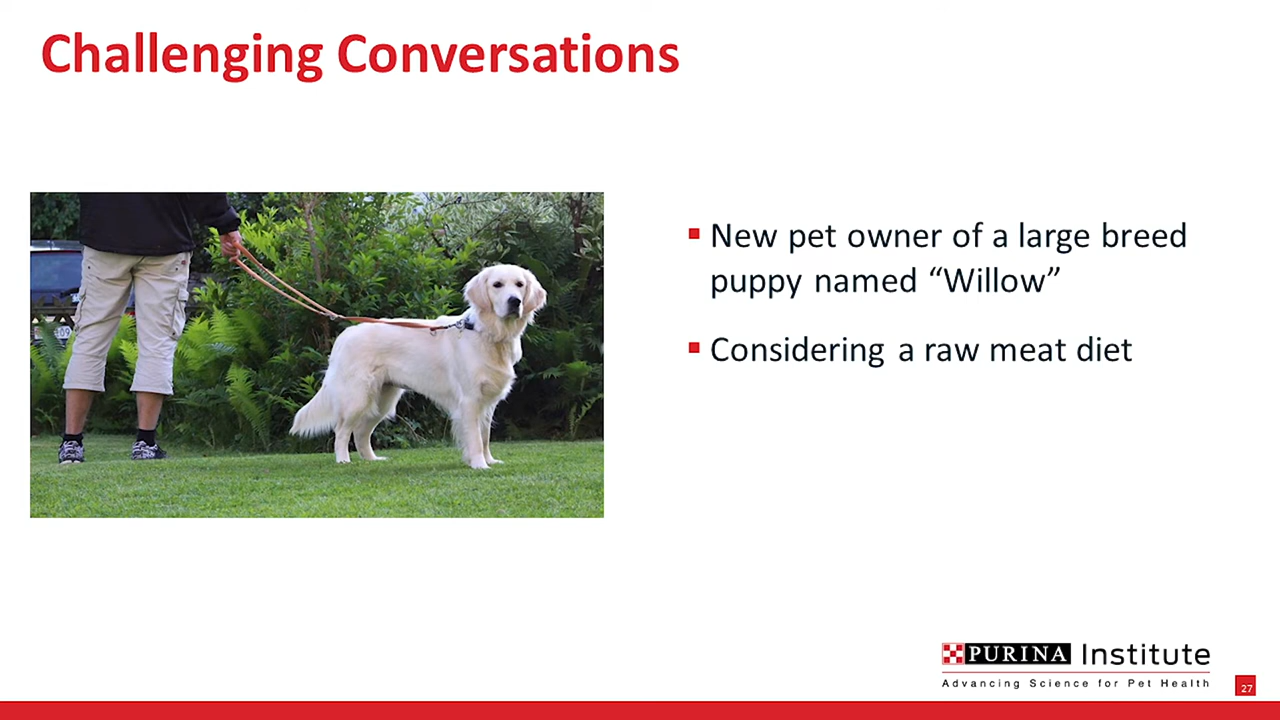 Challenging Conversations
▪ New pet owner of a large breed
puppy named “Willow”
▪ Considering a raw meat diet
PURINA Institute
Advancing Science for Pet Health
27